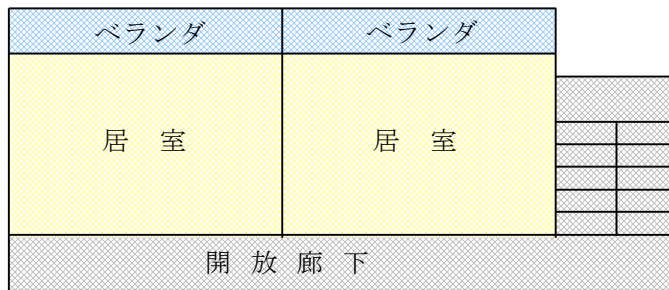 ベランダ ベランダ
居 室 居 室
開 放 廊 下